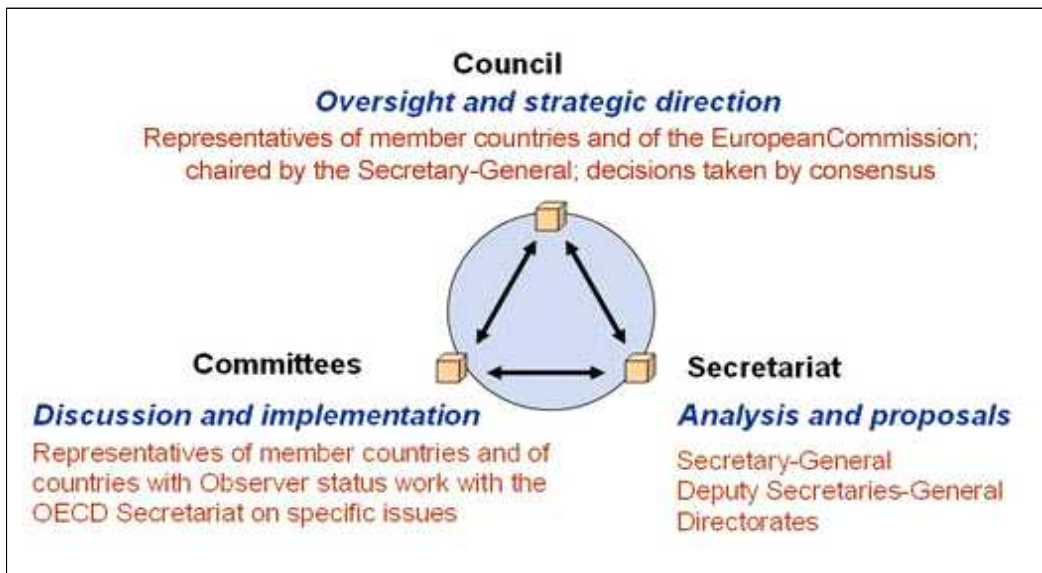 Council
Oversight and strategic direction
Representatives of member countries and of the EuropeanCommission;
chaired by the Secretary-General; decisions taken by consensus
Committees
Discussion and implementation
Representatives of member countries and of
countries with Observer status work with the
OECD Secretariat on specific issues
Secretariat
Analysis and proposals
Secretary-General
Deputy Secretaries-General
Directorates